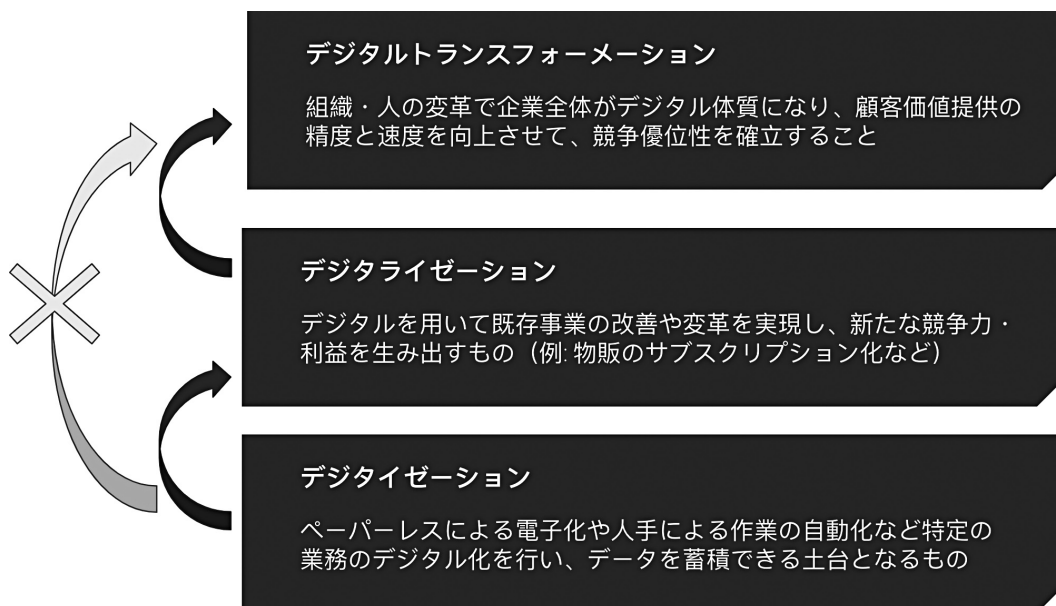 デジタルトランスフォーメーション
組織・人の変革で企業全体がデジタル体質になり、顧客価値提供の
精度と速度を向上させて、競争優位性を確立すること
デジタライゼーション
デジタルを用いて既存事業の改善や変革を実現し、新たな競争力・
利益を生み出すもの（例: 物販のサブスクリプション化など）
デジタイゼーション
ペーパーレスによる電子化や人手による作業の自動化など特定の
業務のデジタル化を行い、データを蓄積できる土台となるもの